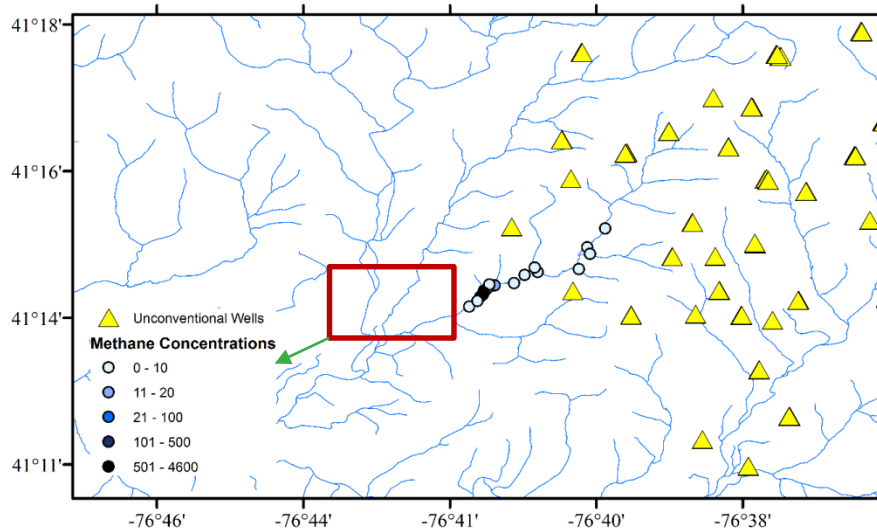 41°18'
41°16'
41°14'
41°11'
Unconventional Wells
Methane Concentrations
0 - 10
11 - 20
21 - 100
101 - 500
501 - 4600
-76°46' -76°44' -76°41' -76°40' -76°38'